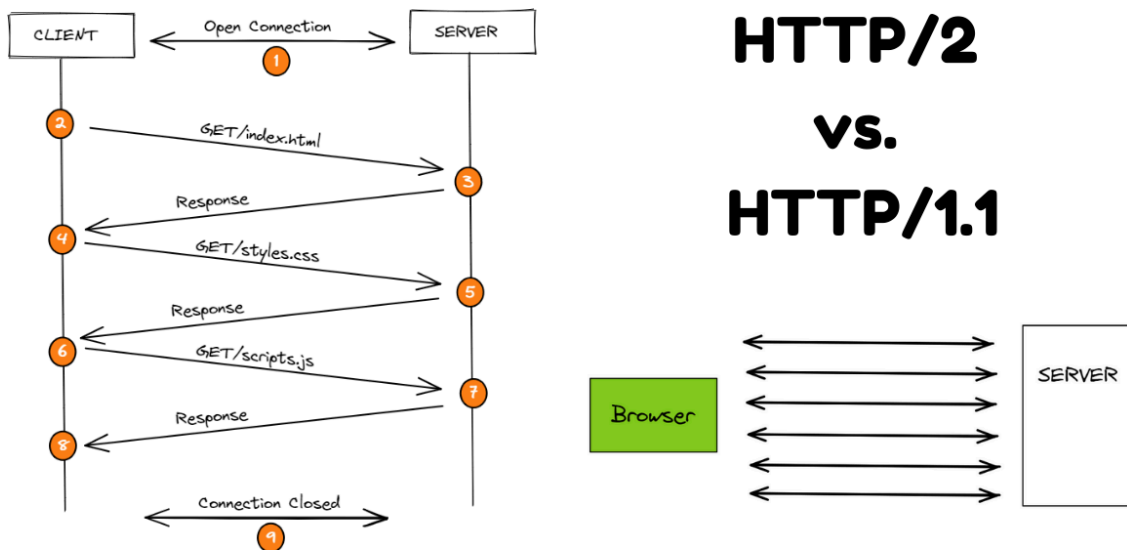 CLIENT
Open Connection
SERVER
1
2
GET/index.html
3
Response
4
GET/styles.css
5
Response
6
GET/scripts.js
7
Response
8
Connection Closed
9
HTTP/2
vs.
HTTP/1.1
Browser
SERVER